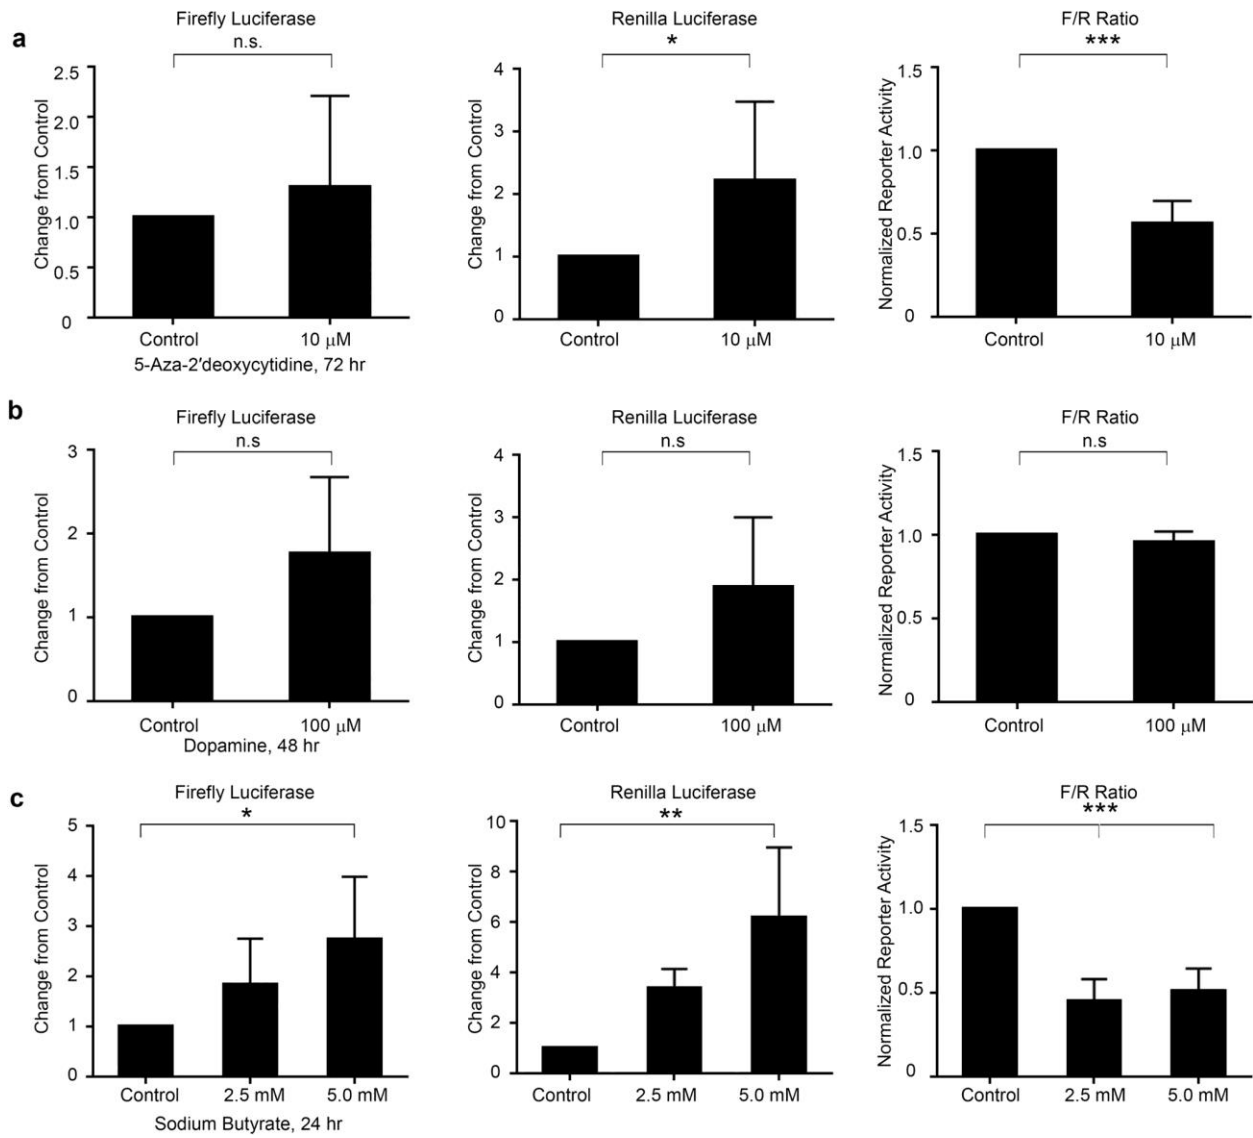 a
Firefly Luciferase
n.s.
Change from Control
2.5
2.0
1.5
1.0
0.5
0
Control 10 μM
5-Aza-2'deoxycytidine, 72 hr
Renilla Luciferase
*
Change from Control
4
3
2
1
0
Control 10 μM
F/R Ratio
***
Normalized Reporter Activity
1.5
1.0
0.5
0
Control 10 μM
b
Firefly Luciferase
n.s
Change from Control
3
2
1
0
Control 100 μM
Dopamine, 48 hr
Renilla Luciferase
n.s
Change from Control
4
3
2
1
0
Control 100 μM
F/R Ratio
n.s
Normalized Reporter Activity
1.5
1.0
0.5
0
Control 100 μM
c
Firefly Luciferase
*
Change from Control
5
4
3
2
1
0
Control 2.5 mM 5.0 mM
Sodium Butyrate, 24 hr
Renilla Luciferase
**
Change from Control
10
8
6
4
2
0
Control 2.5 mM 5.0 mM
F/R Ratio
***
Normalized Reporter Activity
1.5
1.0
0.5
0
Control 2.5 mM 5.0 mM